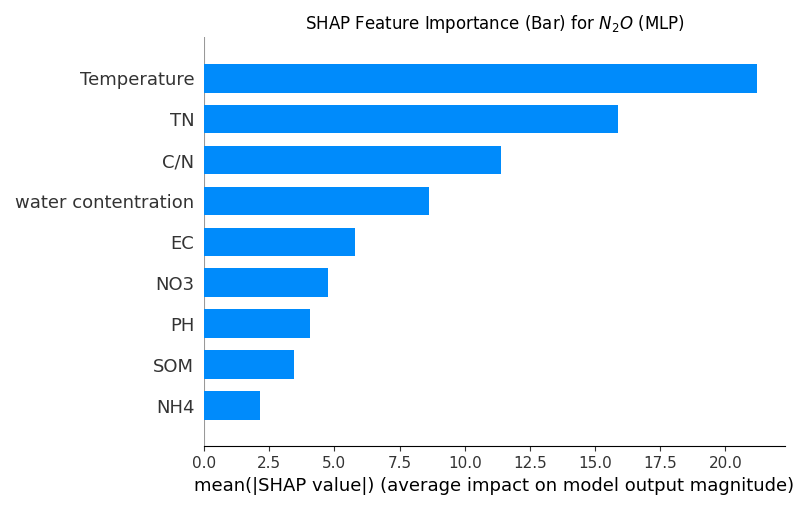 SHAP Feature Importance (Bar) for N₂O (MLP)
Temperature
TN
C/N
water contentration
EC
NO3
PH
SOM
NH4
0.0 2.5 5.0 7.5 10.0 12.5 15.0 17.5 20.0
mean(|SHAP value|) (average impact on model output magnitude)